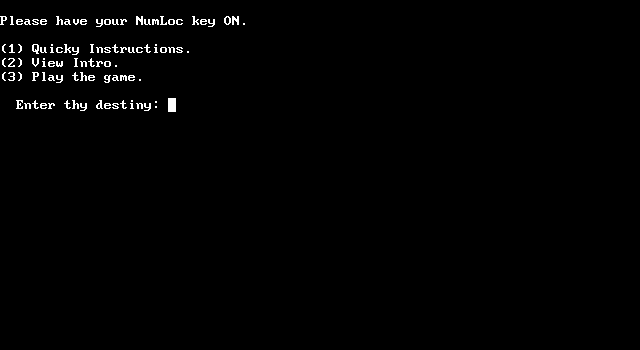 Please have your NumLoc key ON.
(1) Quicky Instructions.
(2) View Intro.
(3) Play the game.
Enter thy destiny: